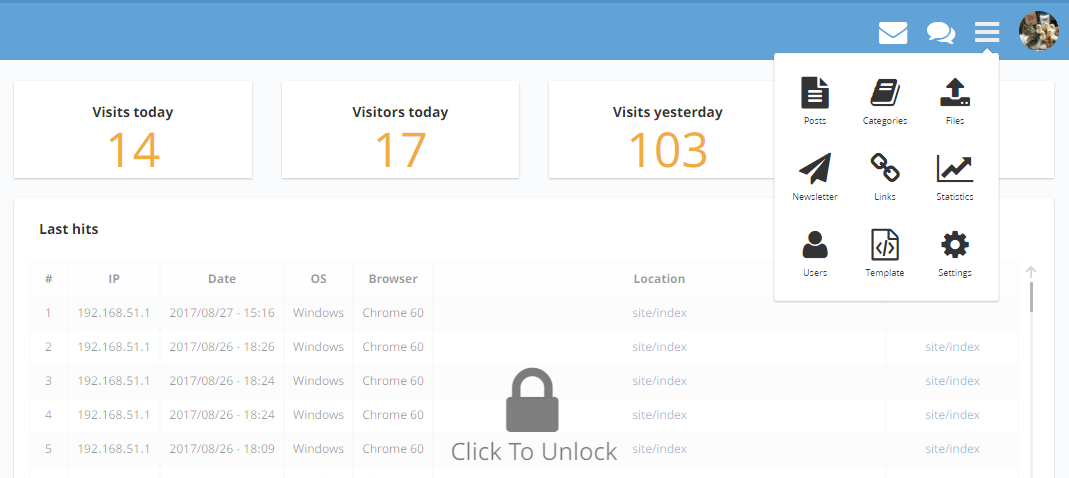 Visits today
14
Visitors today
17
Visits yesterday
103
Posts Categories Files
Newsletter Links Statistics
Users Template Settings
Last hits
# IP Date OS Browser Location
1 192.168.51.1 2017/08/27 - 15:16 Windows Chrome 60 site/index
2 192.168.51.1 2017/08/26 - 18:26 Windows Chrome 60 site/index site/index
3 192.168.51.1 2017/08/26 - 18:24 Windows Chrome 60 site/index site/index
4 192.168.51.1 2017/08/26 - 18:24 Windows Chrome 60 site/index site/index
5 192.168.51.1 2017/08/26 - 18:09 Windows Chrome 60 site/index site/index
Click To Unlock